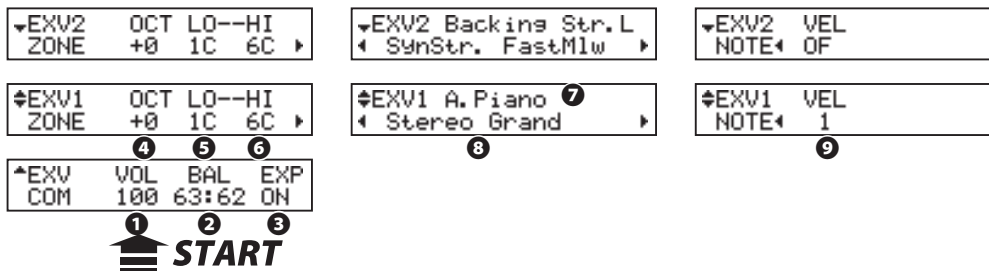 EXV2 OCT LO--HI
ZONE +0 1C 6C
EXV2 Backing Str.L
SynStr. FastMlw
EXV2 VEL
NOTE OF
EXV1 OCT LO--HI
ZONE +0 1C 6C
4 5 6
EXV1 A.Piano 7
Stereo Grand
8
EXV1 VEL
NOTE 1
9
EXV VOL BAL EXP
COM 100 63:62 ON
1 2 3
START